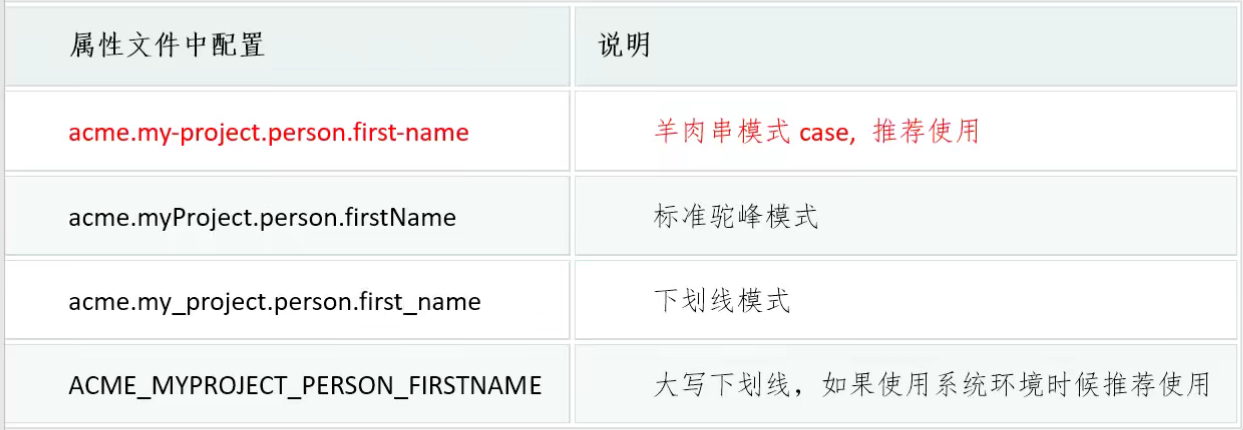 属性文件中配置 说明
acme.my-project.person.first-name 羊肉串模式 case, 推荐使用
acme.myProject.person.firstName 标准驼峰模式
acme.my_project.person.first_name 下划线模式
ACME_MYPROJECT_PERSON_FIRSTNAME 大写下划线，如果使用系统环境时候推荐使用